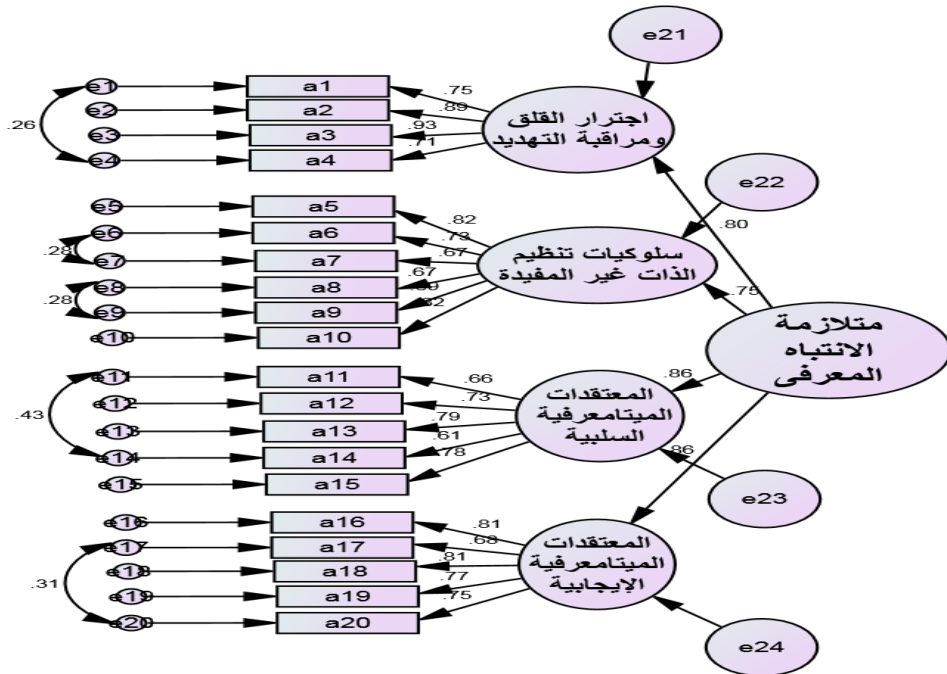 e21
e1
a1
.75
e2
a2
.89
.26
e3
a3
.93
e4
a4
.71
اجترار القلق
ومراقبة التهديد
e22
.80
e5
a5
.82
e6
a6
.73
.28
e7
a7
.67
e8
a8
.67
.28
e9
a9
e10
a10
سلوكيات تنظيم
الذات غير المفيدة
.75
متلازمة
الانتباه
المعرفى
.86
e11
a11
.66
e12
a12
.73
.43
e13
a13
.79
e14
a14
.61
e15
a15
.78
المعتقدات
الميتامعرفية
السلبية
.86
e23
e16
a16
.81
e17
a17
.68
e18
a18
.81
.31
e19
a19
.77
e20
a20
.75
المعتقدات
الميتامعرفية
الإيجابية
e24